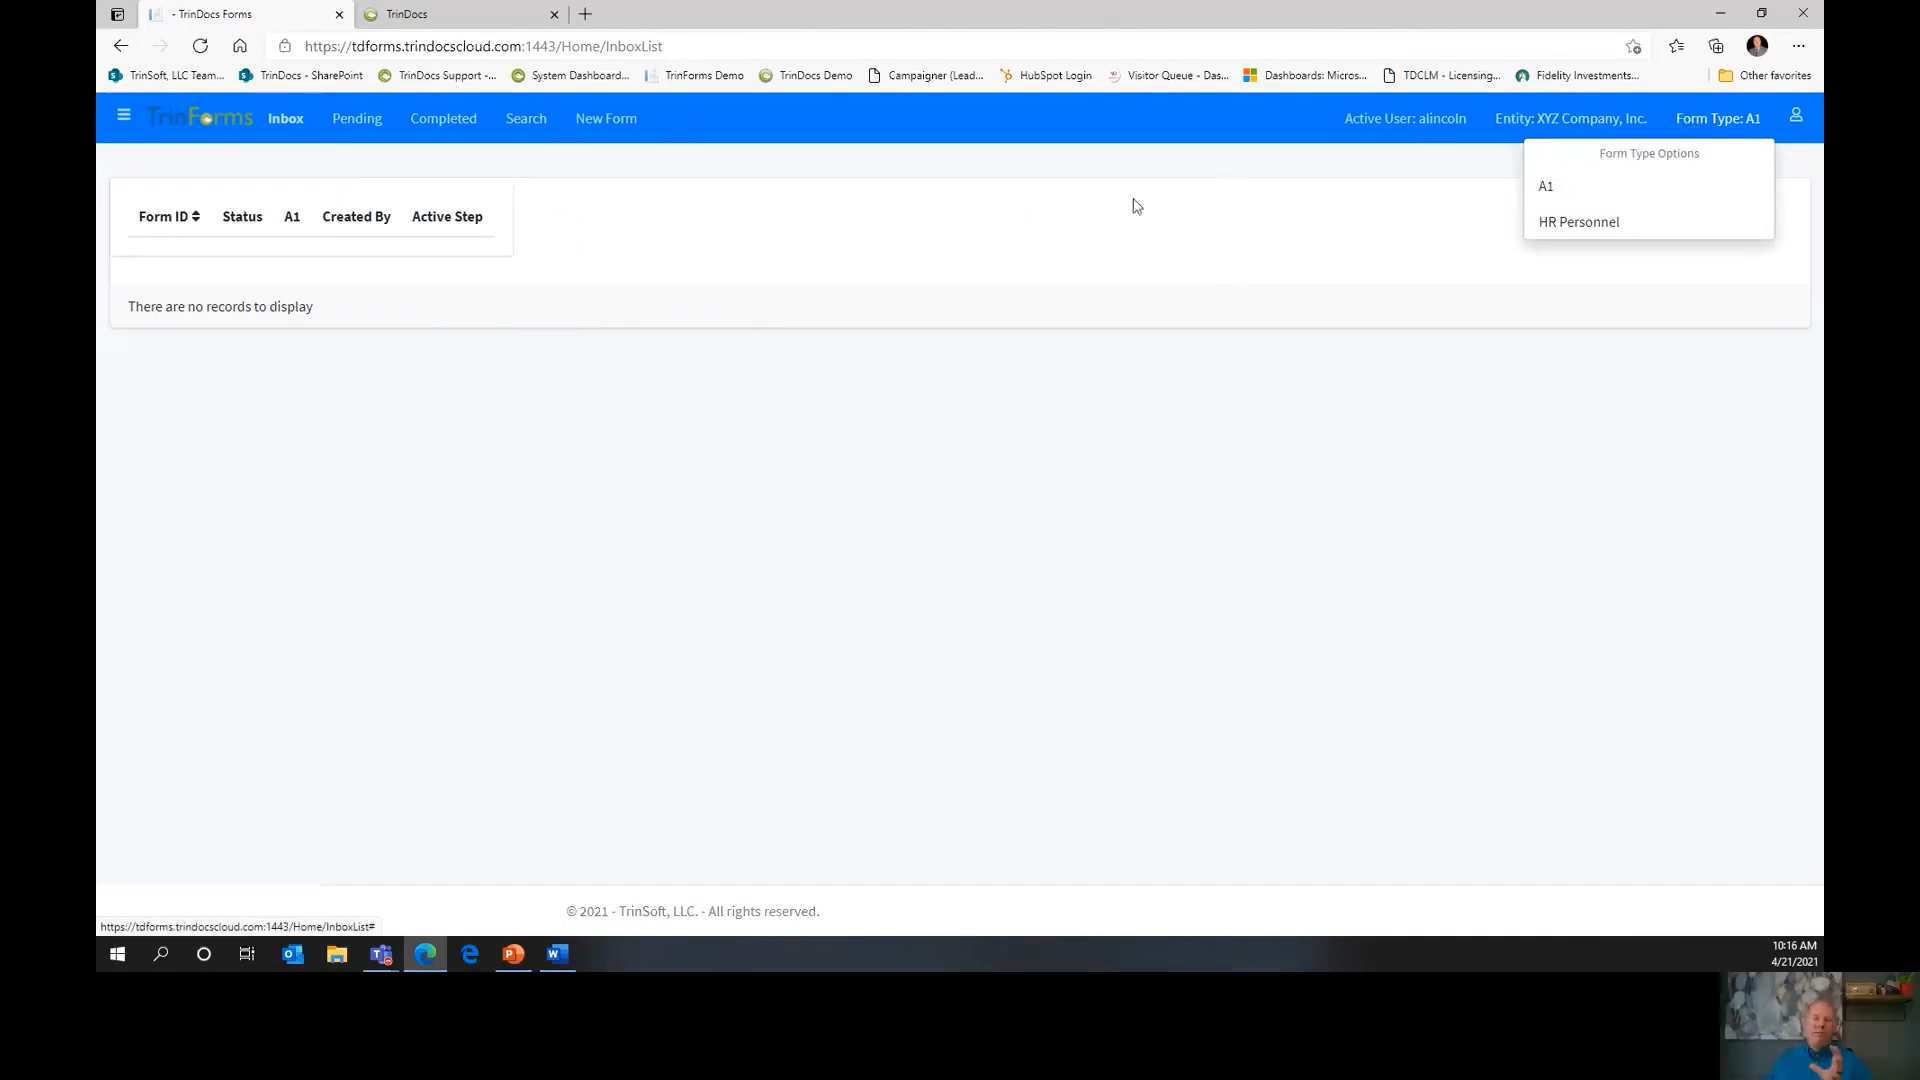 - TrinDocs Forms
TrinDocs
https://tdforms.trindocscloud.com:1443/Home/InboxList
TrinSoft, LLC Team...
TrinDocs - SharePoint
TrinDocs Support -...
System Dashboard...
TrinForms Demo
TrinDocs Demo
Campaigner (Lead...
HubSpot Login
Visitor Queue - Das...
Dashboards: Micros...
TDCLM - Licensing...
Fidelity Investments...
Other favorites
TrinForms
Inbox
Pending
Completed
Search
New Form
Active User: alincoln
Entity: XYZ Company, Inc.
Form Type: A1
Form Type Options
A1
HR Personnel
Form ID
Status
A1
Created By
Active Step
There are no records to display
© 2021 - TrinSoft, LLC. - All rights reserved.
https://tdforms.trindocscloud.com:1443/Home/InboxList#
10:16 AM
4/21/2021